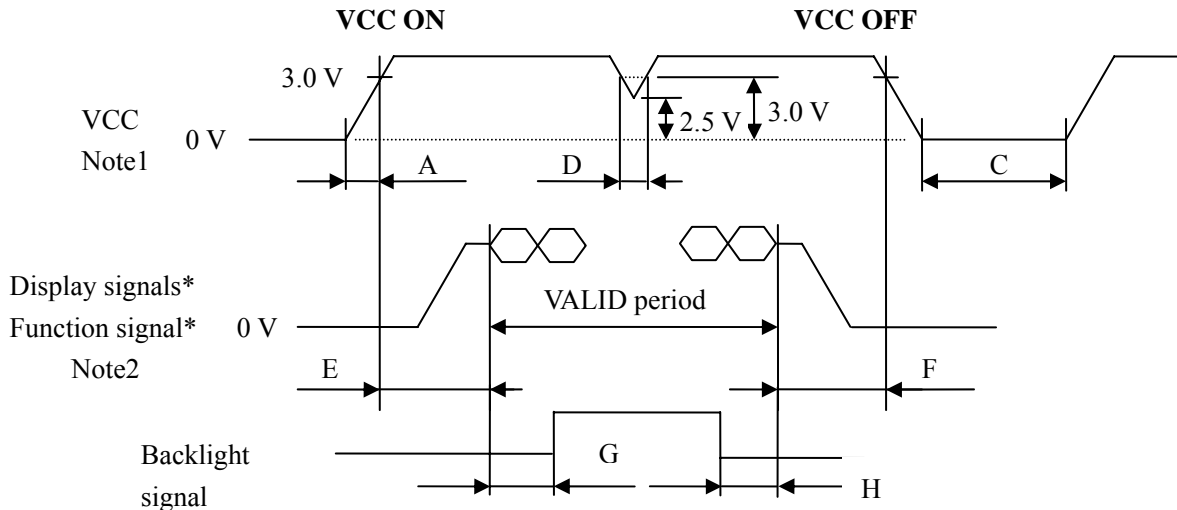 VCC ON
VCC OFF
3.0 V
2.5 V
3.0 V
VCC
Note1
0 V
A
D
C
Display signals*
Function signal*
Note2
0 V
VALID period
E
F
Backlight
signal
G
H